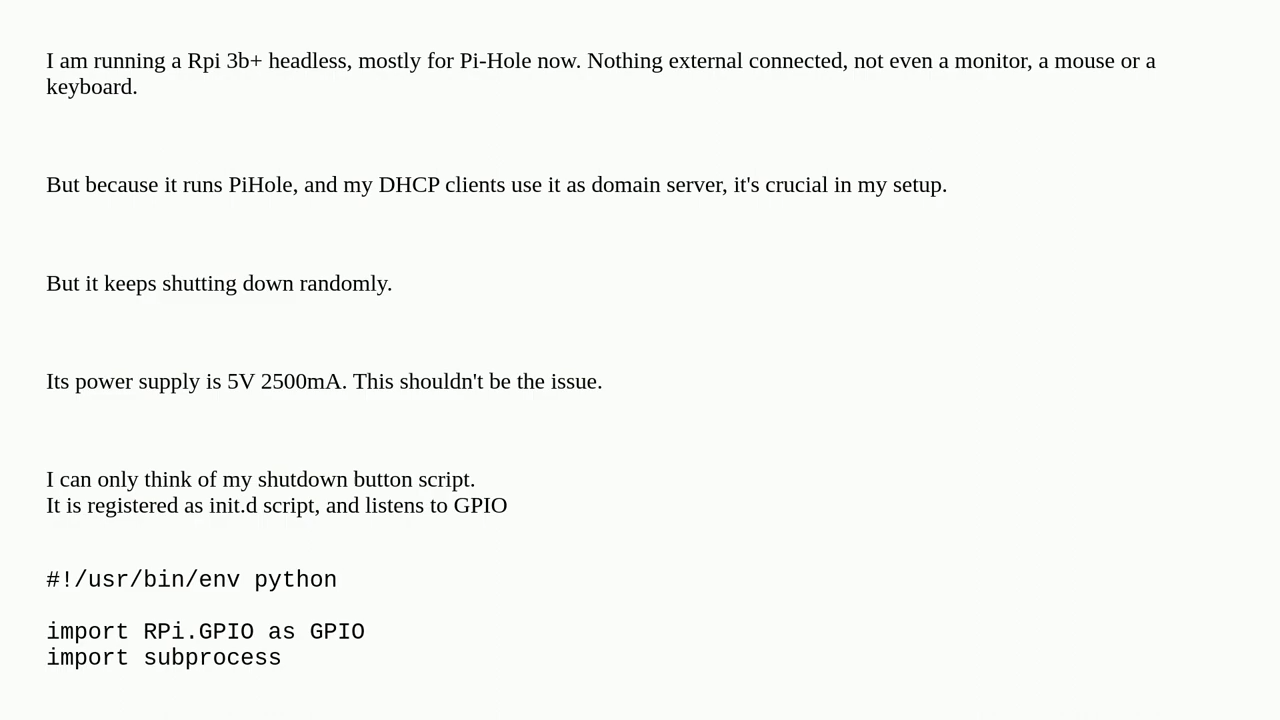 I am running a Rpi 3b+ headless, mostly for Pi-Hole now. Nothing external connected, not even a monitor, a mouse or a
keyboard.
But because it runs PiHole, and my DHCP clients use it as domain server, it's crucial in my setup.
But it keeps shutting down randomly.
Its power supply is 5V 2500mA. This shouldn't be the issue.
I can only think of my shutdown button script.
It is registered as init.d script, and listens to GPIO
#!/usr/bin/env python
import RPi.GPIO as GPIO
import subprocess